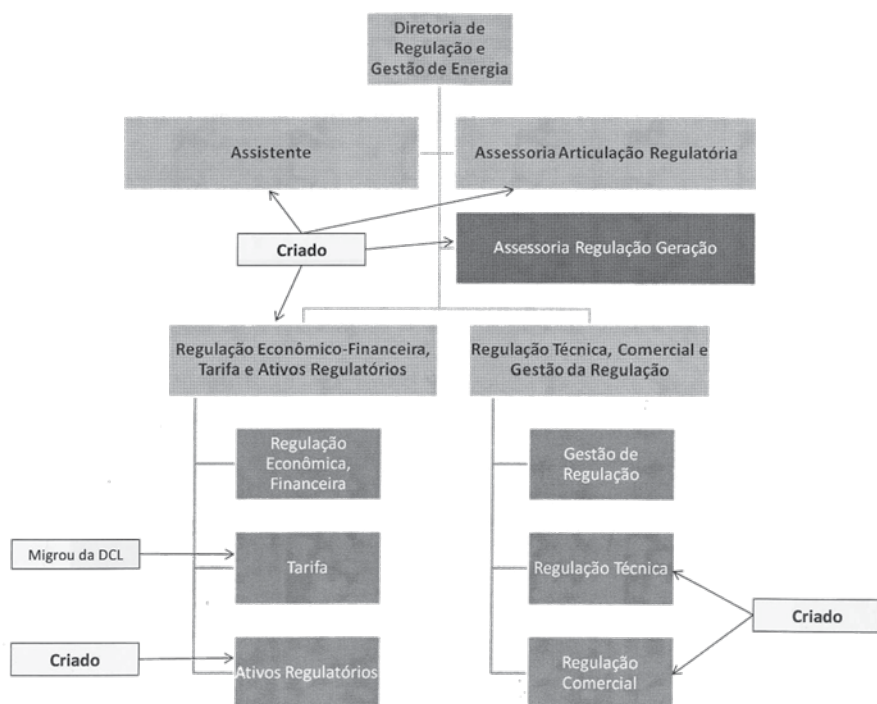 Diretoria de
Regulação e
Gestão de Energia
Assistente
Assessoria Articulação Regulatória
Criado
Assessoria Regulação Geração
Regulação Econômico-Financeira,
Tarifa e Ativos Regulatórios
Regulação Técnica, Comercial e
Gestão da Regulação
Regulação
Econômica,
Financeira
Gestão de
Regulação
Migrou da DCL
Tarifa
Regulação Técnica
Criado
Criado
Ativos Regulatórios
Regulação
Comercial